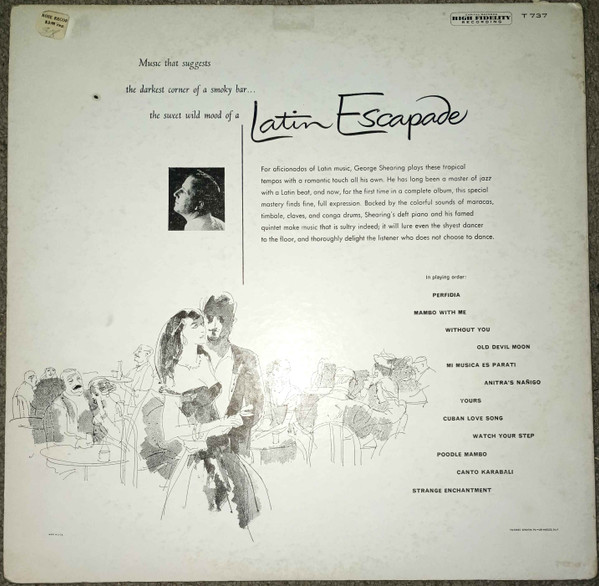 HIGH FIDELITY
RECORDING
T 737
Music that suggests
the darkest corner of a smoky bar...
the sweet wild mood of a
Latin Escapade
For aficionados of Latin music, George Shearing plays these tropical
tempos with a romantic touch all his own. He has long been a master of jazz
with a Latin beat, and now, for the first time in a complete album, this special
mastery finds fine, full expression. Backed by the colorful sounds of maracas,
timbale, claves, and conga drums, Shearing's deft piano and his famed
quintet make music that is sultry indeed; it will lure even the shyest dancer
to the floor, and thoroughly delight the listener who does not choose to dance.
In playing order:
PERFIDIA
MAMBO WITH ME
WITHOUT YOU
OLD DEVIL MOON
MI MUSICA ES PARATI
ANITRA'S NAÑIGO
YOURS
CUBAN LOVE SONG
WATCH YOUR STEP
POODLE MAMBO
CANTO KARABALI
STRANGE ENCHANTMENT